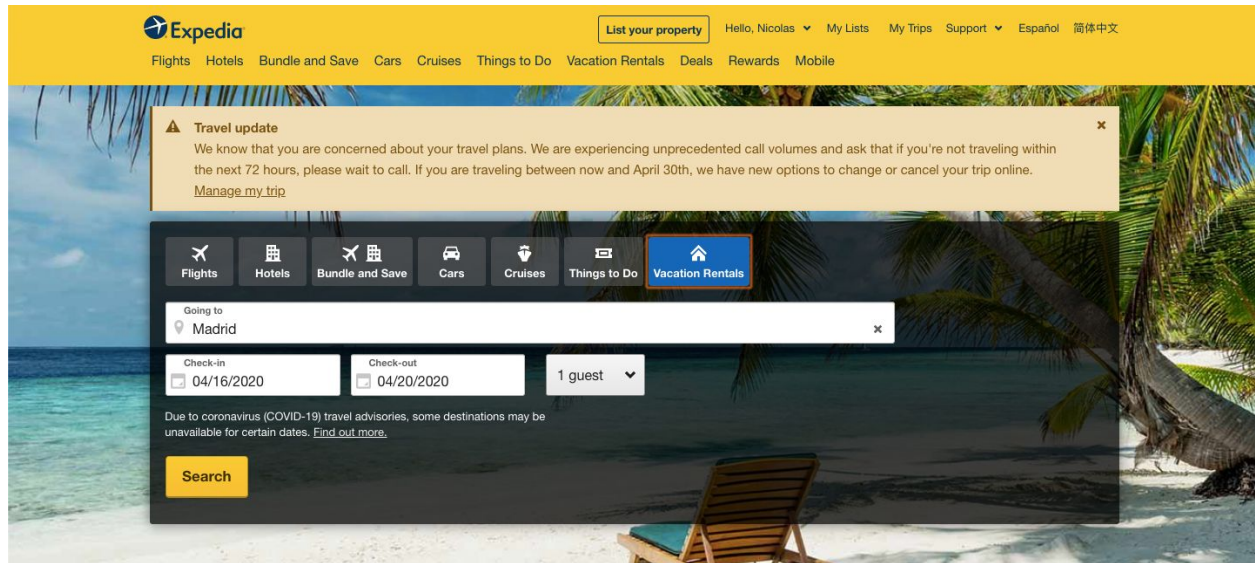 Expedia
List your property
Hello, Nicolas
My Lists
My Trips
Support
Español
简体中文
Flights Hotels Bundle and Save Cars Cruises Things to Do Vacation Rentals Deals Rewards Mobile
Travel update
We know that you are concerned about your travel plans. We are experiencing unprecedented call volumes and ask that if you're not traveling within
the next 72 hours, please wait to call. If you are traveling between now and April 30th, we have new options to change or cancel your trip online.
Manage my trip
Flights
Hotels
Bundle and Save
Cars
Cruises
Things to Do
Vacation Rentals
Going to
Madrid
Check-in
04/16/2020
Check-out
04/20/2020
1 guest
Due to coronavirus (COVID-19) travel advisories, some destinations may be
unavailable for certain dates. Find out more.
Search